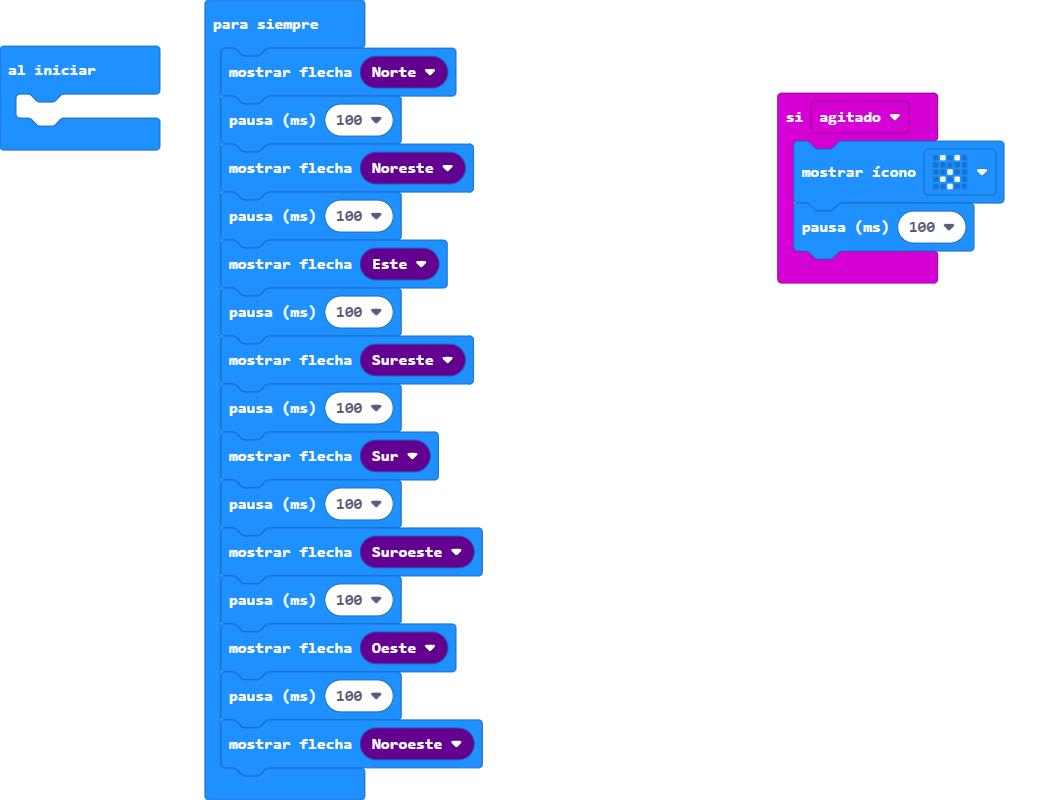 al iniciar
para siempre
mostrar flecha Norte
pausa (ms) 100
mostrar flecha Noreste
pausa (ms) 100
mostrar flecha Este
pausa (ms) 100
mostrar flecha Sureste
pausa (ms) 100
mostrar flecha Sur
pausa (ms) 100
mostrar flecha Suroeste
pausa (ms) 100
mostrar flecha Oeste
pausa (ms) 100
mostrar flecha Noroeste
si agitado
mostrar ícono
pausa (ms) 100